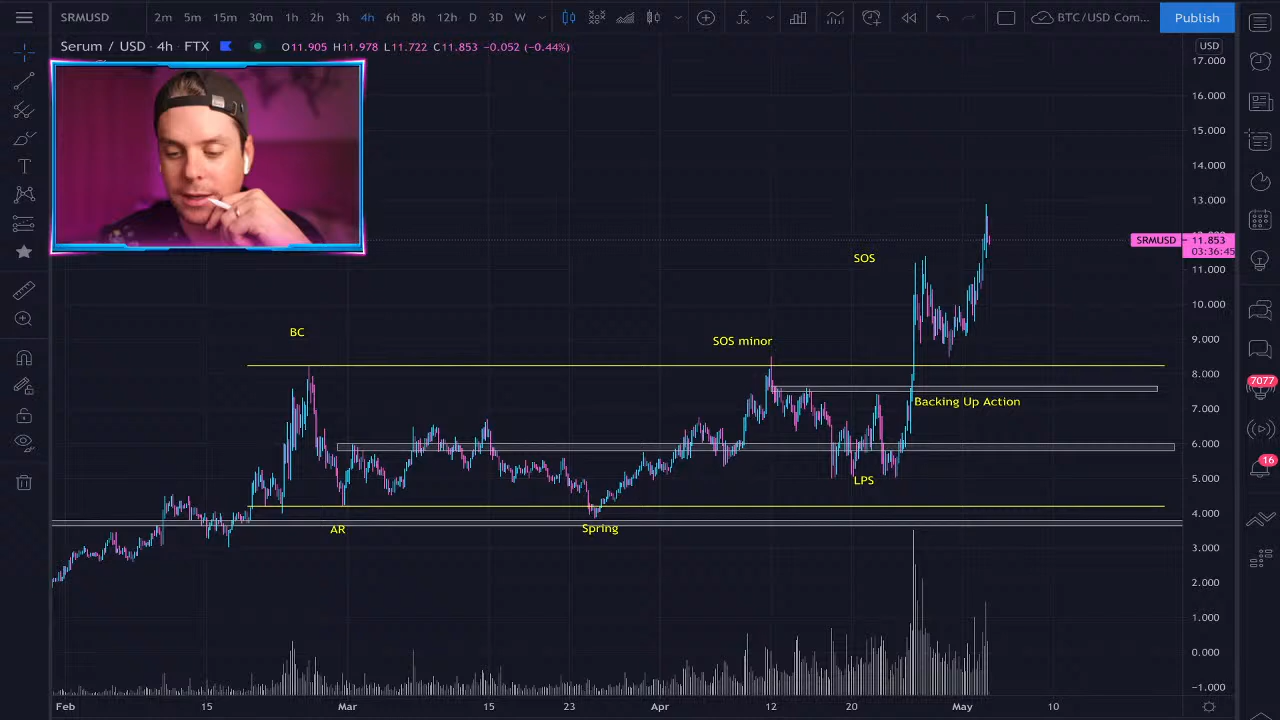 SRMUSD 2m 5m 15m 30m 1h 2h 3h 4h 6h 8h 12h D 3D W BTC/USD Com... Publish
Serum / USD · 4h · FTX O11.905 H11.978 L11.722 C11.853 −0.052 (−0.44%)
USD
17.000
16.000
15.000
14.000
13.000
SRMUSD 11.853
03:36:45
SOS
11.000
10.000
BC
SOS minor
9.000
8.000
Backing Up Action
7.000
7077
6.000
16
LPS
5.000
4.000
AR
Spring
3.000
2.000
1.000
0.000
−1.000
Feb 15 Mar 15 23 Apr 12 20 May 10